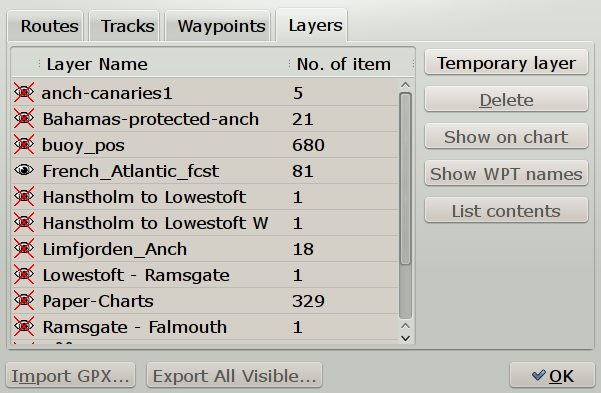 Routes Tracks Waypoints Layers
Layer Name No. of item
Temporary layer
anch-canaries1 5
Delete
Bahamas-protected-anch 21
Show on chart
buoy_pos 680
French_Atlantic_fcst 81
Show WPT names
Hanstholm to Lowestoft 1
List contents
Hanstholm to Lowestoft W 1
Limfjorden_Anch 18
Lowestoft - Ramsgate 1
Paper-Charts 329
Ramsgate - Falmouth 1
Import GPX... Export All Visible... OK